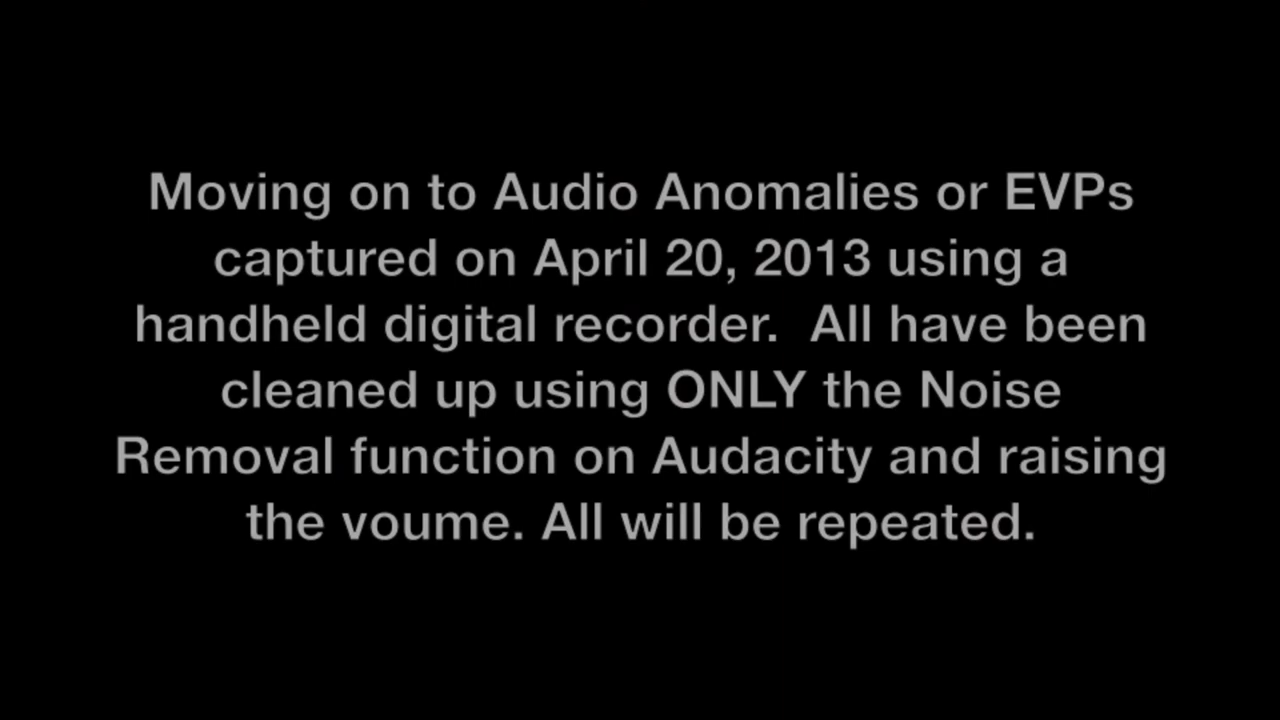 Moving on to Audio Anomalies or EVPs
captured on April 20, 2013 using a
handheld digital recorder.  All have been
cleaned up using ONLY the Noise
Removal function on Audacity and raising
the voume. All will be repeated.